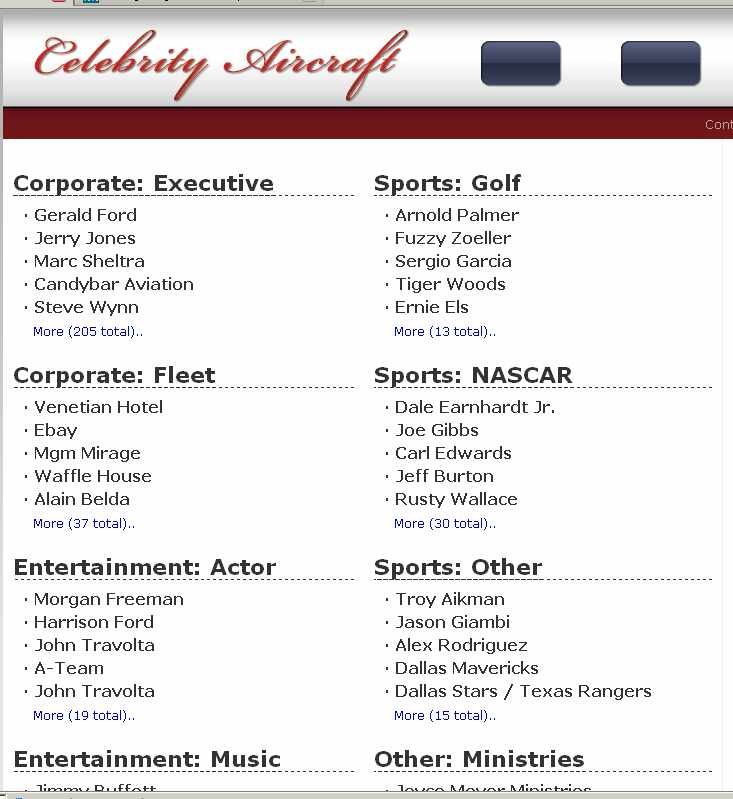 Celebrity Aircraft
Cont
Corporate: Executive
· Gerald Ford
· Jerry Jones
· Marc Sheltra
· Candybar Aviation
· Steve Wynn
More (205 total)..
Corporate: Fleet
· Venetian Hotel
· Ebay
· Mgm Mirage
· Waffle House
· Alain Belda
More (37 total)..
Entertainment: Actor
· Morgan Freeman
· Harrison Ford
· John Travolta
· A-Team
· John Travolta
More (19 total)..
Entertainment: Music
· Jimmy Buffett
Sports: Golf
· Arnold Palmer
· Fuzzy Zoeller
· Sergio Garcia
· Tiger Woods
· Ernie Els
More (13 total)..
Sports: NASCAR
· Dale Earnhardt Jr.
· Joe Gibbs
· Carl Edwards
· Jeff Burton
· Rusty Wallace
More (30 total)..
Sports: Other
· Troy Aikman
· Jason Giambi
· Alex Rodriguez
· Dallas Mavericks
· Dallas Stars / Texas Rangers
More (15 total)..
Other: Ministries
· Joyce Meyer Ministries